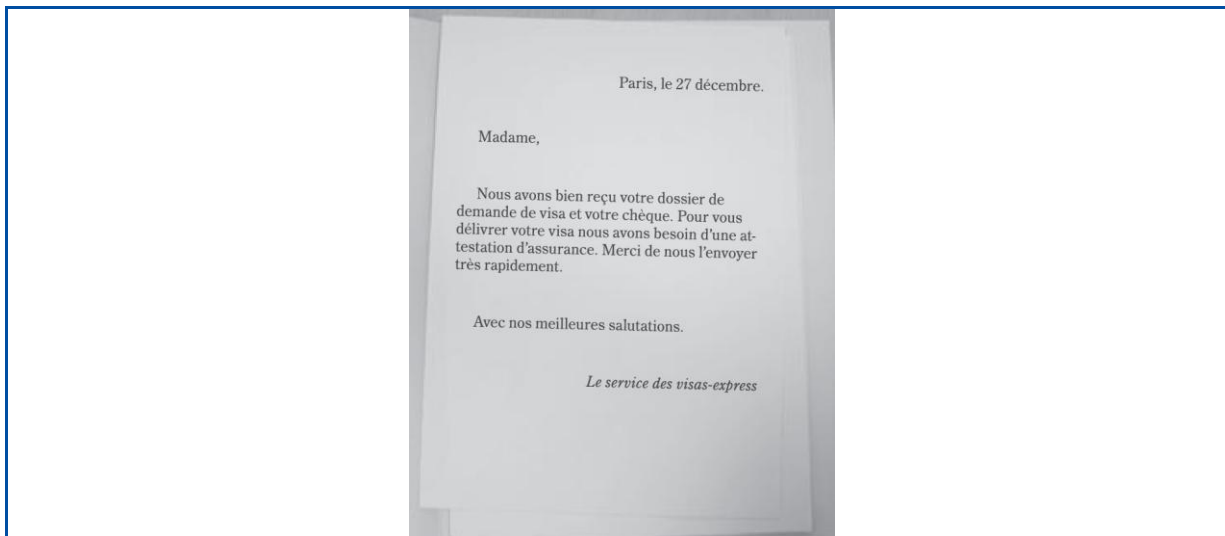 Paris, le 27 décembre.
Madame,
Nous avons bien reçu votre dossier de
demande de visa et votre chèque. Pour vous
délivrer votre visa nous avons besoin d'une at-
testation d'assurance. Merci de nous l'envoyer
très rapidement.
Avec nos meilleures salutations.
Le service des visas-express